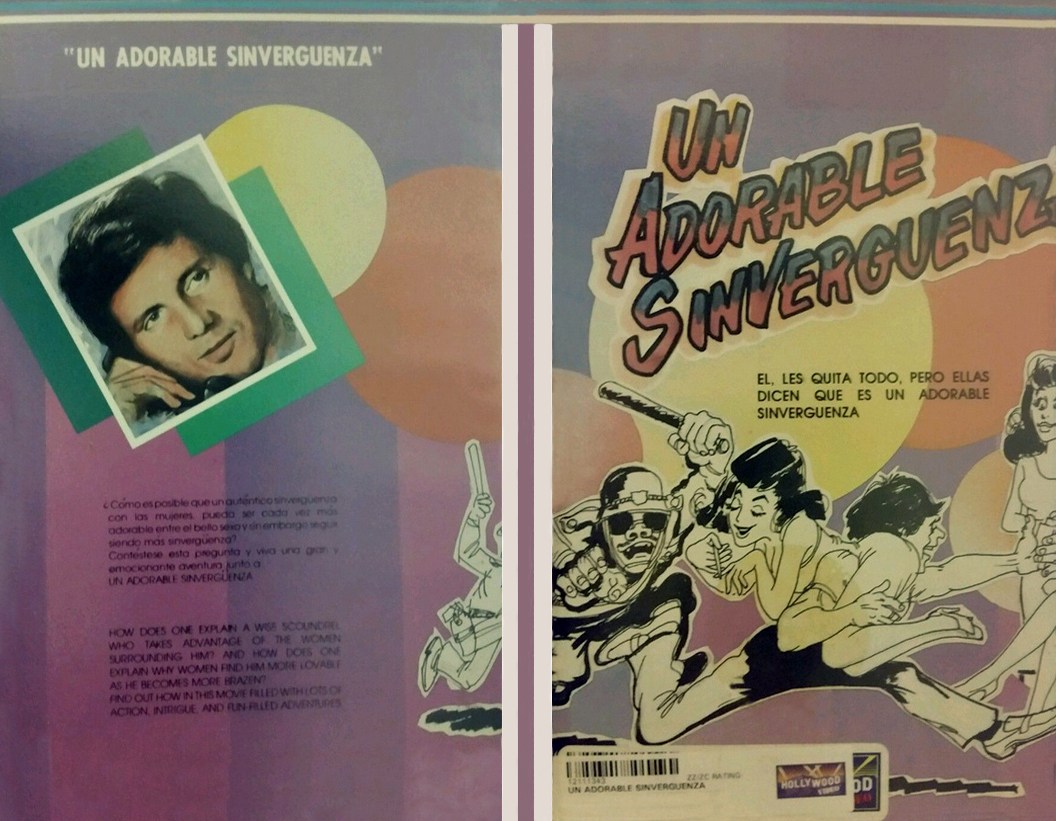 "UN ADORABLE SINVERGUENZA"
¿Cómo es posible que un auténtico sinvergüenza
con las mujeres, pueda ser cada vez más
adorable entre el bello sexo y sin embargo seguir
siendo más sinvergüenza?
Contéstese esta pregunta y viva una gran y
emocionante aventura junto a
UN ADORABLE SINVERGUENZA
HOW DOES ONE EXPLAIN A WISE SCOUNDREL
WHO TAKES ADVANTAGE OF THE WOMEN
SURROUNDING HIM? AND HOW DOES ONE
EXPLAIN WHY WOMEN FIND HIM MORE LOVABLE
AS HE BECOMES MORE BRAZEN?
FIND OUT HOW IN THIS MOVIE FILLED WITH LOTS OF
ACTION, INTRIGUE, AND FUN-FILLED ADVENTURES
UN
ADORABLE
SINVERGUENZ
EL, LES QUITA TODO, PERO ELLAS
DICEN QUE ES UN ADORABLE
SINVERGUENZA
12111343 ZZ/ZC RATING
UN ADORABLE SINVERGUENZA
HOLLYWOOD
VIDEO